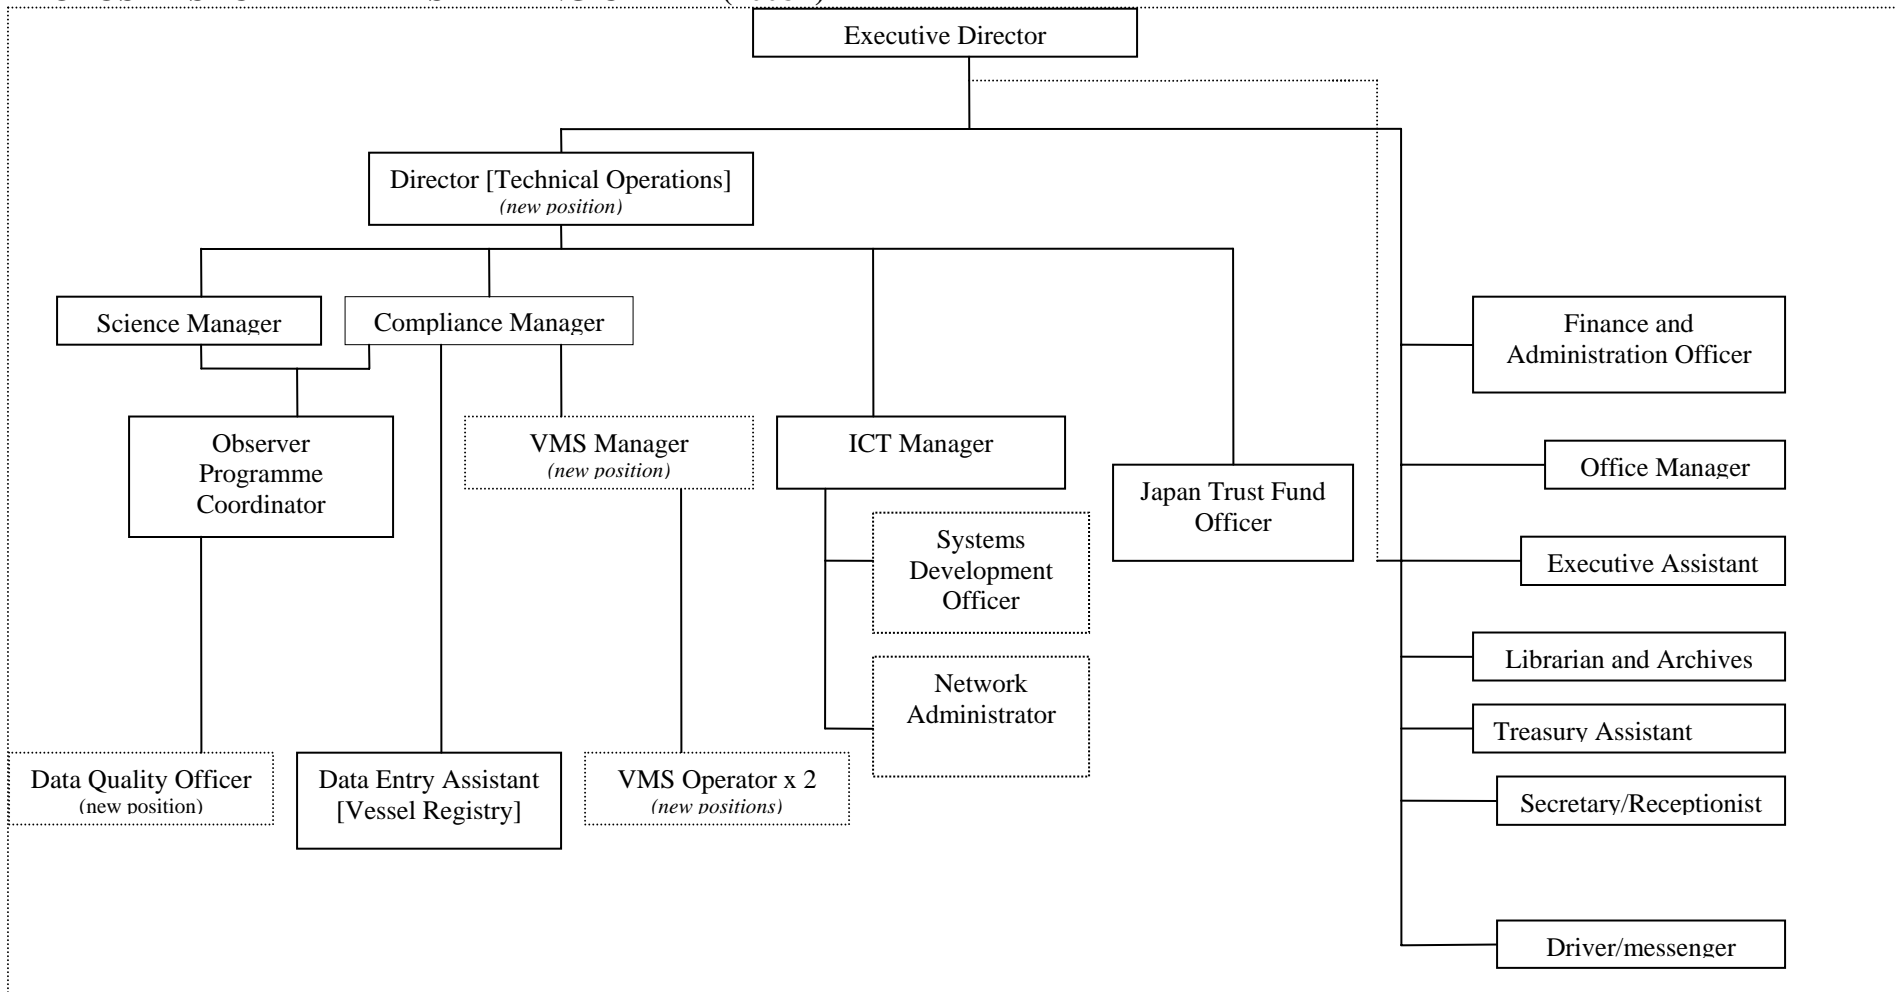 Executive Director
Director [Technical Operations]
(new position)
Science Manager
Compliance Manager
Finance and
Administration Officer
Observer
Programme
Coordinator
VMS Manager
(new position)
ICT Manager
Japan Trust Fund
Officer
Office Manager
Systems
Development
Officer
Executive Assistant
Network
Administrator
Librarian and Archives
Treasury Assistant
Data Quality Officer
(new position)
Data Entry Assistant
[Vessel Registry]
VMS Operator x 2
(new positions)
Secretary/Receptionist
Driver/messenger